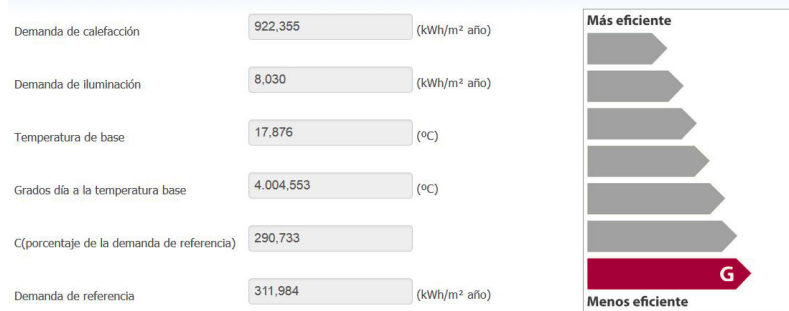 Demanda de calefacción 922,355 (kWh/m² año)
Demanda de iluminación 8,030 (kWh/m² año)
Temperatura de base 17,876 (ºC)
Grados día a la temperatura base 4.004,553 (ºC)
C(porcentaje de la demanda de referencia) 290,733
Demanda de referencia 311,984 (kWh/m² año)
Más eficiente
G
Menos eficiente